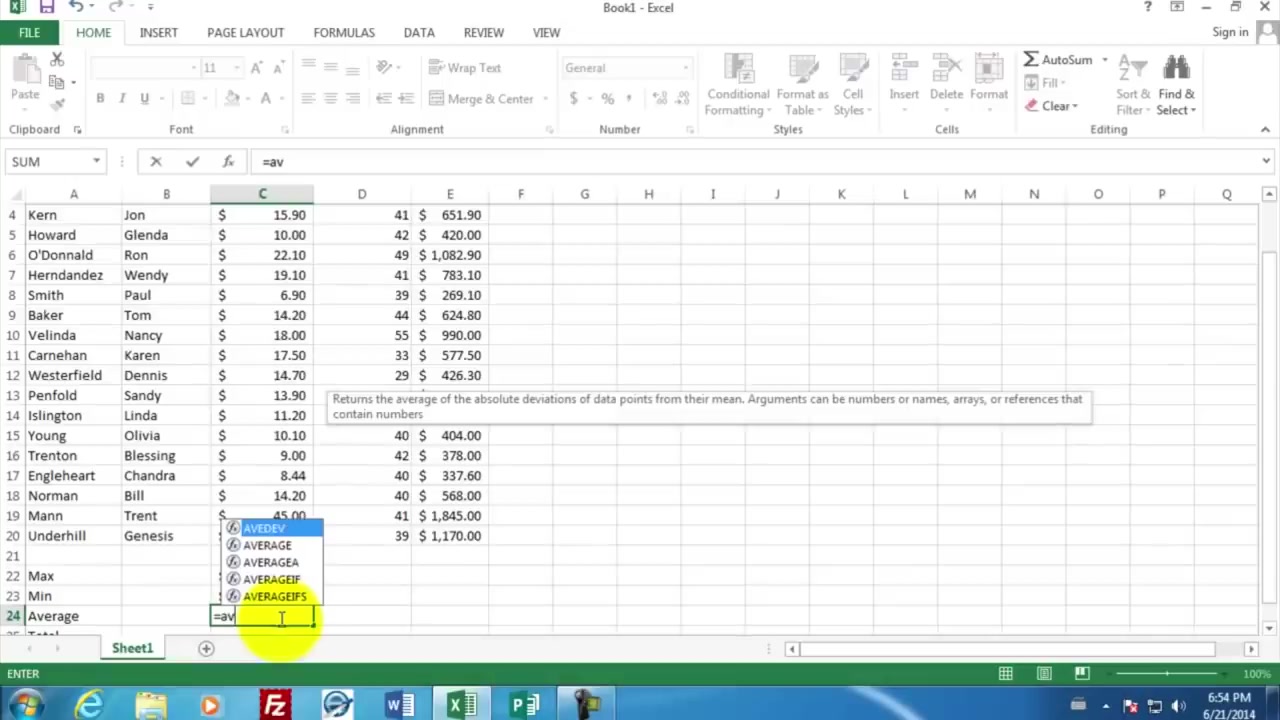 Book1 - Excel
?
FILE HOME INSERT PAGE LAYOUT FORMULAS DATA REVIEW VIEW Sign in
Paste
11 A A
B I U A
Wrap Text
Merge & Center
General
$ % ,
Conditional Formatting
Format as Table
Cell Styles
Insert Delete Format
AutoSum
Fill
Clear
Sort & Filter
Find & Select
Clipboard Font Alignment Number Styles Cells Editing
SUM fx =av
A B C D E F G H I J K L M N O P Q
4 Kern Jon $ 15.90 41 $ 651.90
5 Howard Glenda $ 10.00 42 $ 420.00
6 O'Donnald Ron $ 22.10 49 $ 1,082.90
7 Herndandez Wendy $ 19.10 41 $ 783.10
8 Smith Paul $ 6.90 39 $ 269.10
9 Baker Tom $ 14.20 44 $ 624.80
10 Velinda Nancy $ 18.00 55 $ 990.00
11 Carnehan Karen $ 17.50 33 $ 577.50
12 Westerfield Dennis $ 14.70 29 $ 426.30
13 Penfold Sandy $ 13.90
Returns the average of the absolute deviations of data points from their mean. Arguments can be numbers or names, arrays, or references that
contain numbers
14 Islington Linda $ 11.20
15 Young Olivia $ 10.10 40 $ 404.00
16 Trenton Blessing $ 9.00 42 $ 378.00
17 Engleheart Chandra $ 8.44 40 $ 337.60
18 Norman Bill $ 14.20 40 $ 568.00
19 Mann Trent $ 45.00 41 $ 1,845.00
20 Underhill Genesis 39 $ 1,170.00
AVEDEV
AVERAGE
AVERAGEA
AVERAGEIF
AVERAGEIFS
21
22 Max
23 Min
24 Average =av
Sheet1
ENTER 100%
6:54 PM
6/21/2014